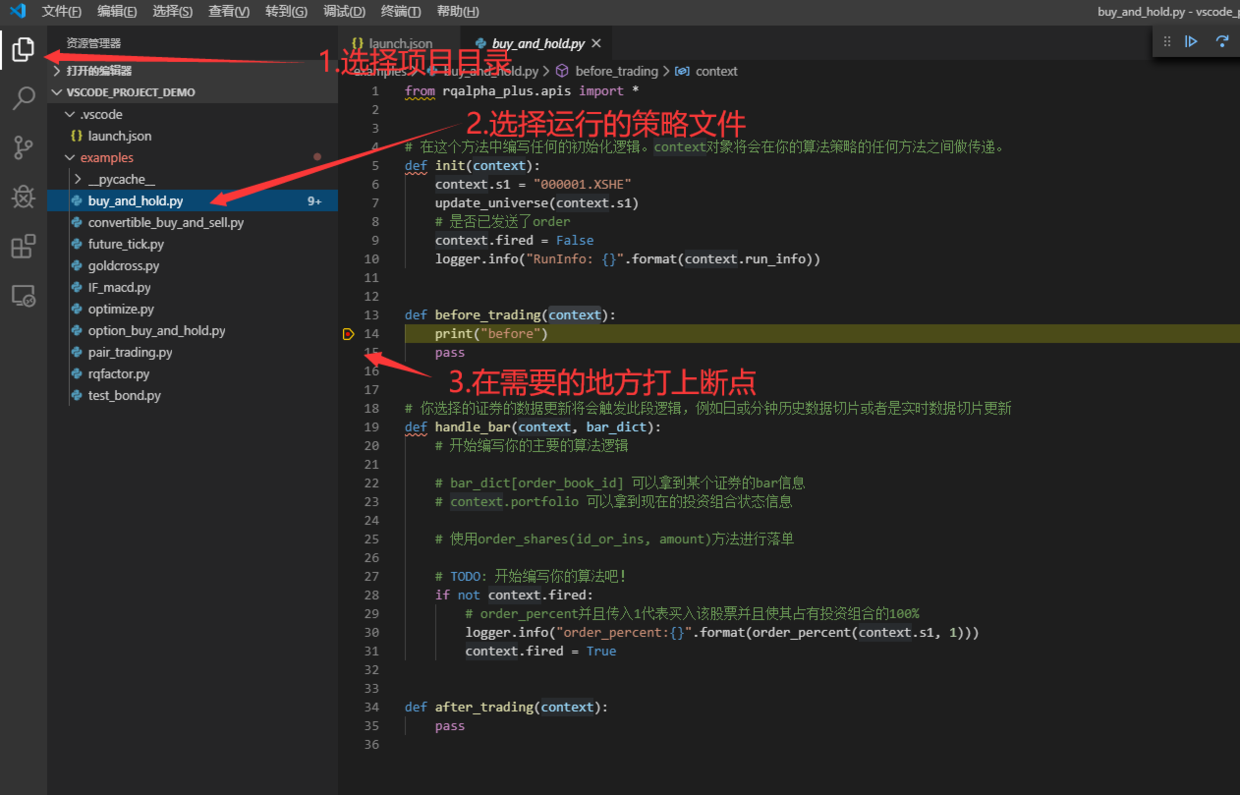 文件(F) 编辑(E) 选择(S) 查看(V) 转到(G) 调试(D) 终端(T) 帮助(H) buy_and_hold.py - vscode_p
资源管理器
打开的编辑器
VSCODE_PROJECT_DEMO
.vscode
launch.json
examples
__pycache__
buy_and_hold.py 9+
convertible_buy_and_sell.py
future_tick.py
goldcross.py
IF_macd.py
optimize.py
option_buy_and_hold.py
pair_trading.py
rqfactor.py
test_bond.py
launch.json buy_and_hold.py
1.选择项目目录
examples > buy_and_hold.py > before_trading > context
1 from rqalpha_plus.apis import *
2
2.选择运行的策略文件
3
4 # 在这个方法中编写任何的初始化逻辑。context对象将会在你的算法策略的任何方法之间做传递。
5 def init(context):
6 context.s1 = "000001.XSHE"
7 update_universe(context.s1)
8 # 是否已发送了order
9 context.fired = False
10 logger.info("RunInfo: {}".format(context.run_info))
11
12
13 def before_trading(context):
14 print("before")
15 pass
16
3.在需要的地方打上断点
17
18 # 你选择的证券的数据更新将会触发此段逻辑，例如日或分钟历史数据切片或者是实时数据切片更新
19 def handle_bar(context, bar_dict):
20 # 开始编写你的主要的算法逻辑
21
22 # bar_dict[order_book_id] 可以拿到某个证券的bar信息
23 # context.portfolio 可以拿到现在的投资组合状态信息
24
25 # 使用order_shares(id_or_ins, amount)方法进行落单
26
27 # TODO: 开始编写你的算法吧！
28 if not context.fired:
29 # order_percent并且传入1代表买入该股票并且使其占有投资组合的100%
30 logger.info("order_percent:{}".format(order_percent(context.s1, 1)))
31 context.fired = True
32
33
34 def after_trading(context):
35 pass
36